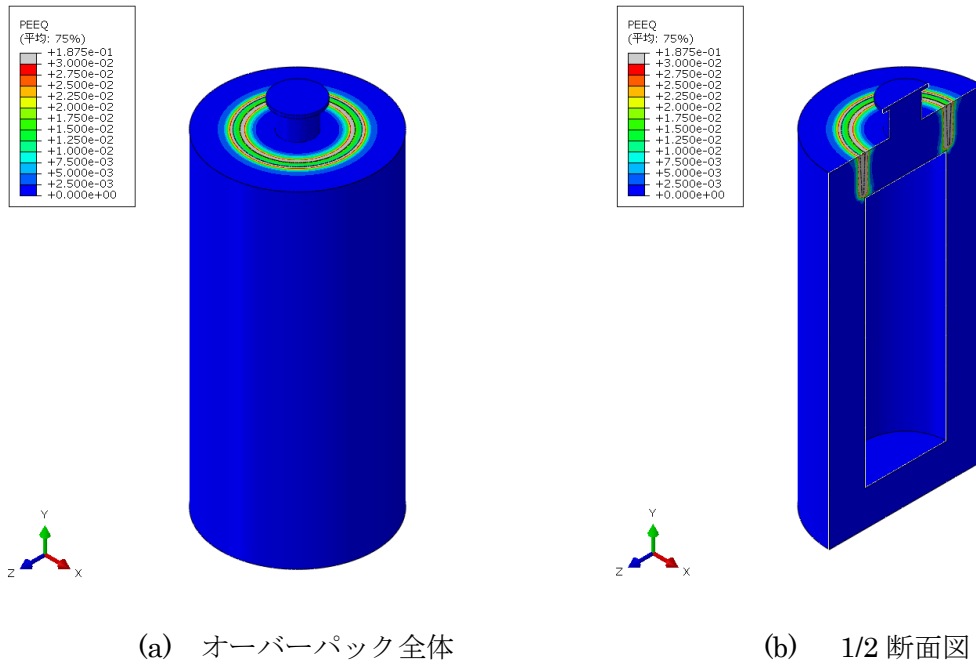 PEEQ
(平均: 75%)
+1.875e-01
+3.000e-02
+2.750e-02
+2.500e-02
+2.250e-02
+2.000e-02
+1.750e-02
+1.500e-02
+1.250e-02
+1.000e-02
+7.500e-03
+5.000e-03
+2.500e-03
+0.000e+00
Y
Z
X
(a) オーバーパック全体
PEEQ
(平均: 75%)
+1.875e-01
+3.000e-02
+2.750e-02
+2.500e-02
+2.250e-02
+2.000e-02
+1.750e-02
+1.500e-02
+1.250e-02
+1.000e-02
+7.500e-03
+5.000e-03
+2.500e-03
+0.000e+00
Y
Z
X
(b) 1/2 断面図